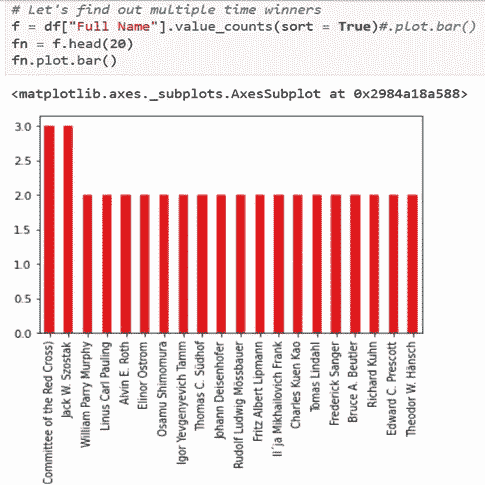 # Let's find out multiple time winners
f = df["Full Name"].value_counts(sort = True)#.plot.bar()
fn = f.head(20)
fn.plot.bar()
<matplotlib.axes._subplots.AxesSubplot at 0x2984a18a588>
3.0
2.5
2.0
1.5
1.0
0.5
0.0
Committee of the Red Cross)
Jack W. Szostak
William Parry Murphy
Linus Carl Pauling
Alvin E. Roth
Elinor Ostrom
Osamu Shimomura
Igor Yevgenyevich Tamm
Thomas C. Südhof
Johann Deisenhofer
Rudolf Ludwig Mössbauer
Fritz Albert Lipmann
Il´ja Mikhailovich Frank
Charles Kuen Kao
Tomas Lindahl
Frederick Sanger
Bruce A. Beutler
Richard Kuhn
Edward C. Prescott
Theodor W. Hänsch